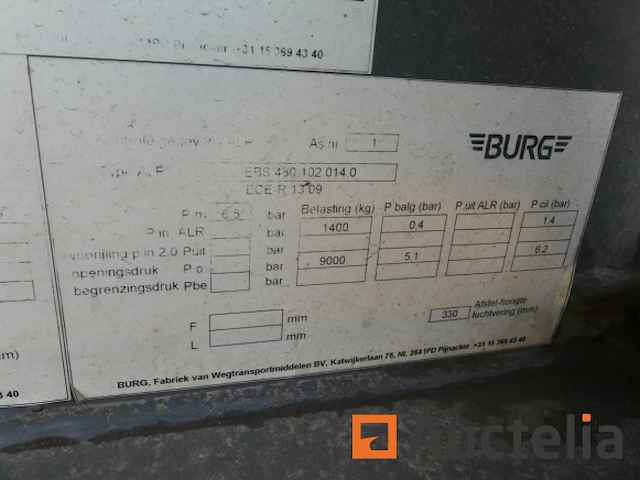 Pijnacker +31 15 369 43 40
As nr 1
BURG
EBS 480.102.014.0
ECE-R 13.09
P m 6.5 bar
Belasting (kg) P balg (bar) P uit ALR (bar) P cil (bar)
P in ALR bar 1400 0.4 1.4
voorijling p in 2.0 Puit bar
openingsdruk P o bar 9000 5.1 6.2
begrenzingsdruk Pbe bar
F mm
L mm
330 Afstel-hoogte
luchtvering (mm)
BURG, Fabriek van Wegtransportmiddelen BV, Katwijkerlaan 75, NL 2641PD Pijnacker +31 15 369 43 40
m)
3 40
Auctelia